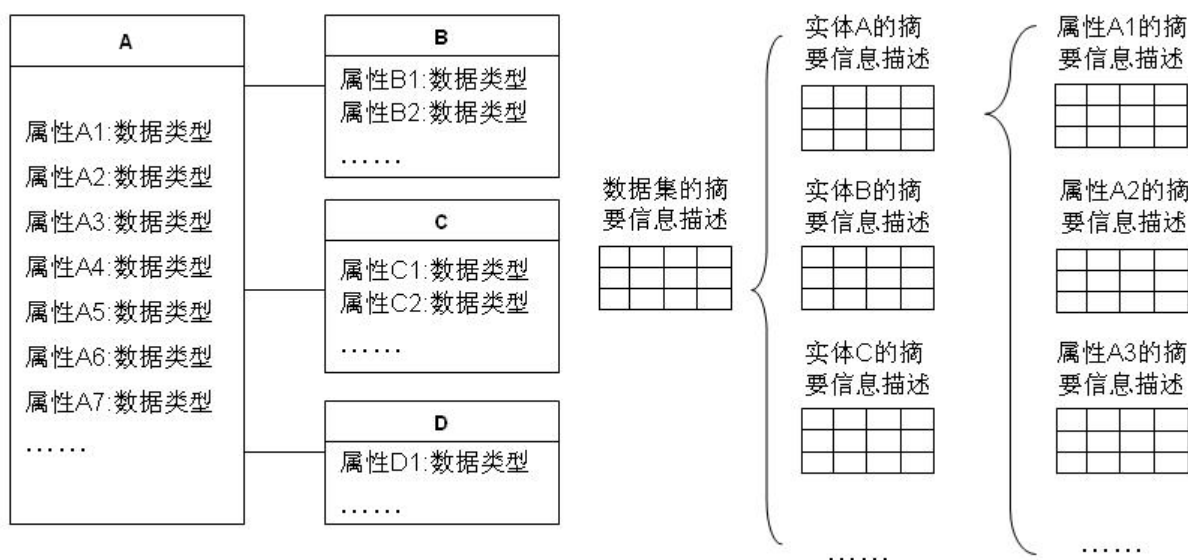 A
属性A1:数据类型
属性A2:数据类型
属性A3:数据类型
属性A4:数据类型
属性A5:数据类型
属性A6:数据类型
属性A7:数据类型
......
B
属性B1:数据类型
属性B2:数据类型
......
C
属性C1:数据类型
属性C2:数据类型
......
D
属性D1:数据类型
......
数据集的摘
要信息描述
实体A的摘
要信息描述
实体B的摘
要信息描述
实体C的摘
要信息描述
......
属性A1的摘
要信息描述
属性A2的摘
要信息描述
属性A3的摘
要信息描述
......